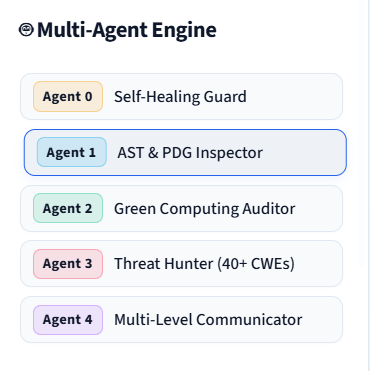 Multi-Agent Engine
Agent 0 Self-Healing Guard
Agent 1 AST & PDG Inspector
Agent 2 Green Computing Auditor
Agent 3 Threat Hunter (40+ CWEs)
Agent 4 Multi-Level Communicator